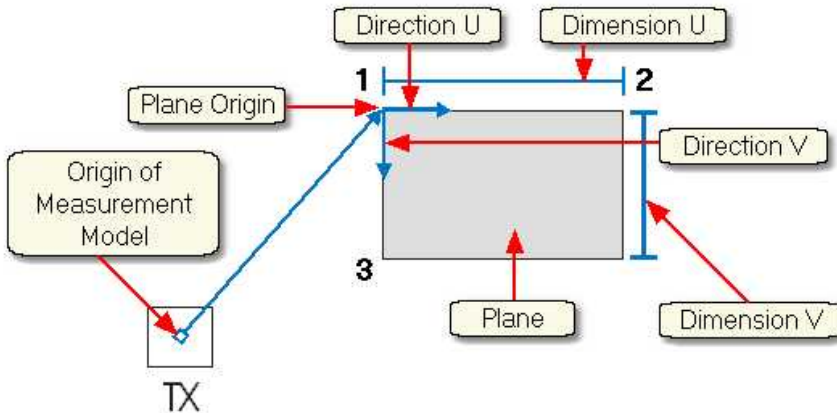 Direction U
Dimension U
1
2
Plane Origin
Direction V
Origin of
Measurement
Model
3
Plane
Dimension V
TX